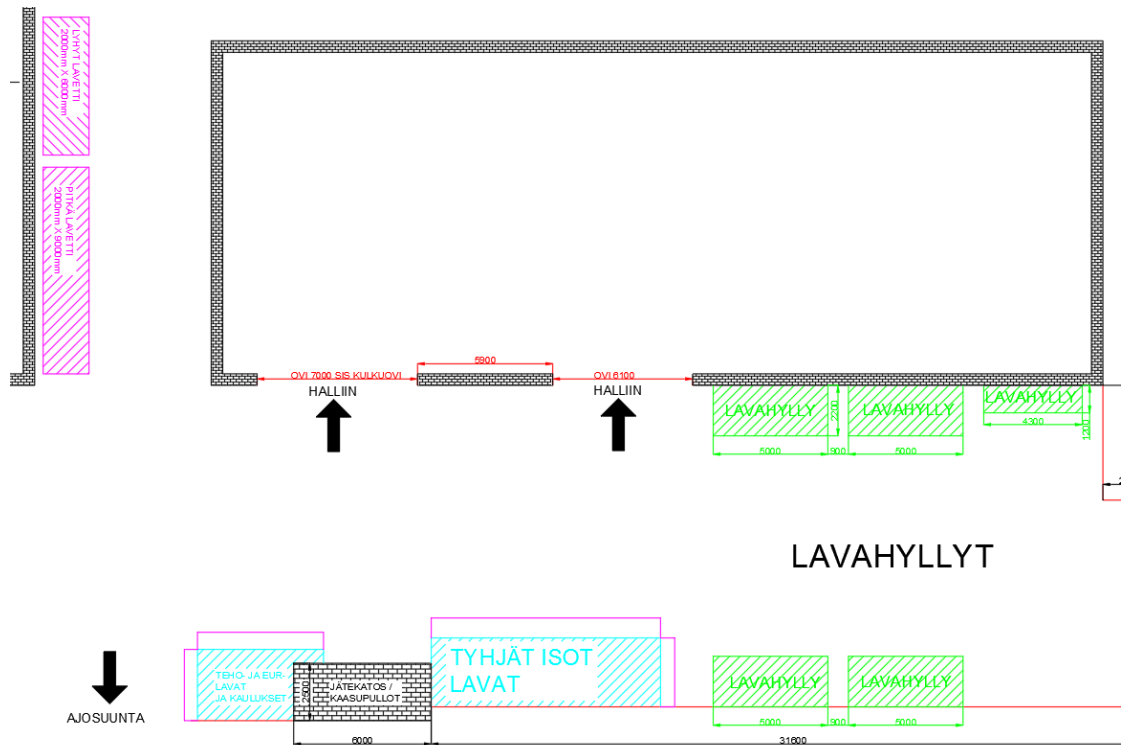 LYHYT LAVETTI
2000mm X 6000mm
PITKÄ LAVETTI
2000mm X 9000mm
5900
OVI 7000 SIS KULKUOVI
OVI 6100
HALLIIN
HALLIIN
LAVAHYLLY
2200
LAVAHYLLY
LAVAHYLLY
5000
900
5000
4300
1200
2
LAVAHYLLYT
TEHO- JA EUR-
LAVAT
JA KAULUKSET
2500
JÄTEKATOS /
KAASUPULLOT
TYHJÄT ISOT
LAVAT
LAVAHYLLY
LAVAHYLLY
AJOSUUNTA
5000
900
5000
6000
31600